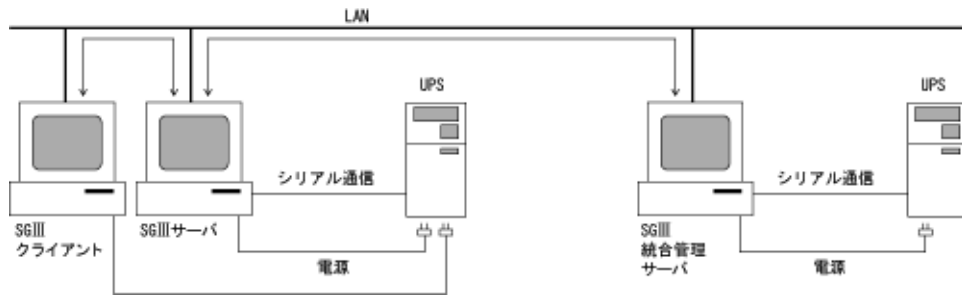 LAN
UPS
UPS
シリアル通信
シリアル通信
SGⅢ
クライアント
SGⅢサーバ
電源
SGⅢ
統合管理
サーバ
電源